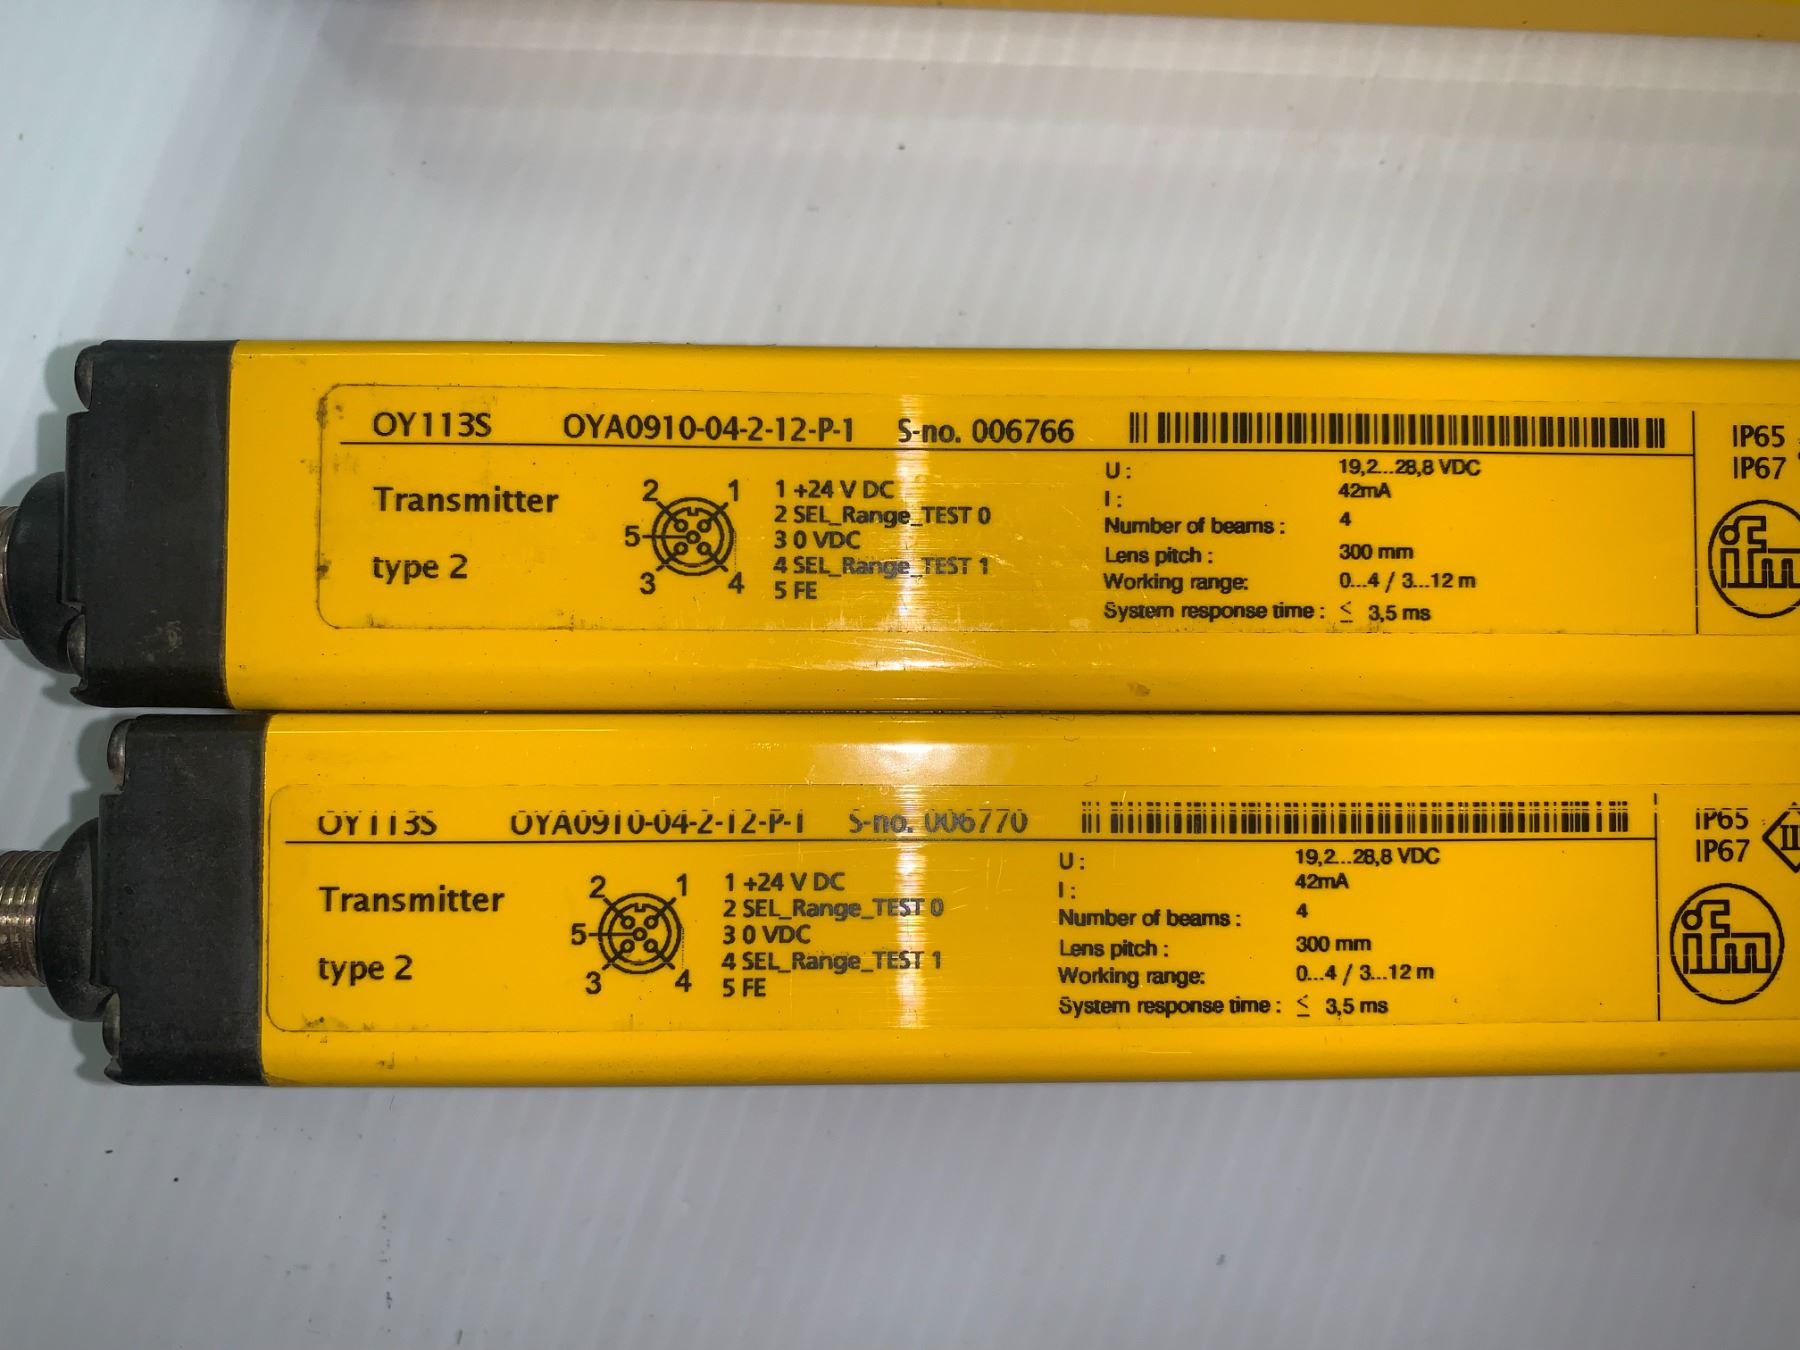 OY113S OYA0910-04-2-12-P-1 S-no. 006766
IP65
IP67
Transmitter
type 2
2 1
5
3 4
1 +24 V DC
2 SEL_Range_TEST 0
3 0 VDC
4 SEL_Range_TEST 1
5 FE
U: 19,2...28,8 VDC
I: 42mA
Number of beams: 4
Lens pitch: 300 mm
Working range: 0...4 / 3...12 m
System response time: ≤ 3,5 ms
ifm
OY113S OYA0910-04-2-12-P-1 S-no. 006770
IP65
IP67
III
Transmitter
type 2
2 1
5
3 4
1 +24 V DC
2 SEL_Range_TEST 0
3 0 VDC
4 SEL_Range_TEST 1
5 FE
U: 19,2...28,8 VDC
I: 42mA
Number of beams: 4
Lens pitch: 300 mm
Working range: 0...4 / 3...12 m
System response time: ≤ 3,5 ms
ifm